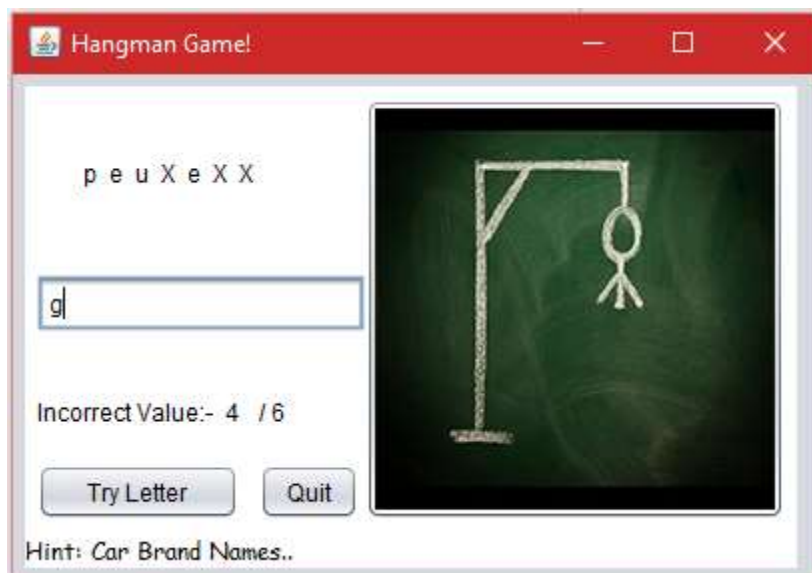 Hangman Game!
p e u X e X X
g
Incorrect Value:- 4 / 6
Try Letter
Quit
Hint: Car Brand Names..